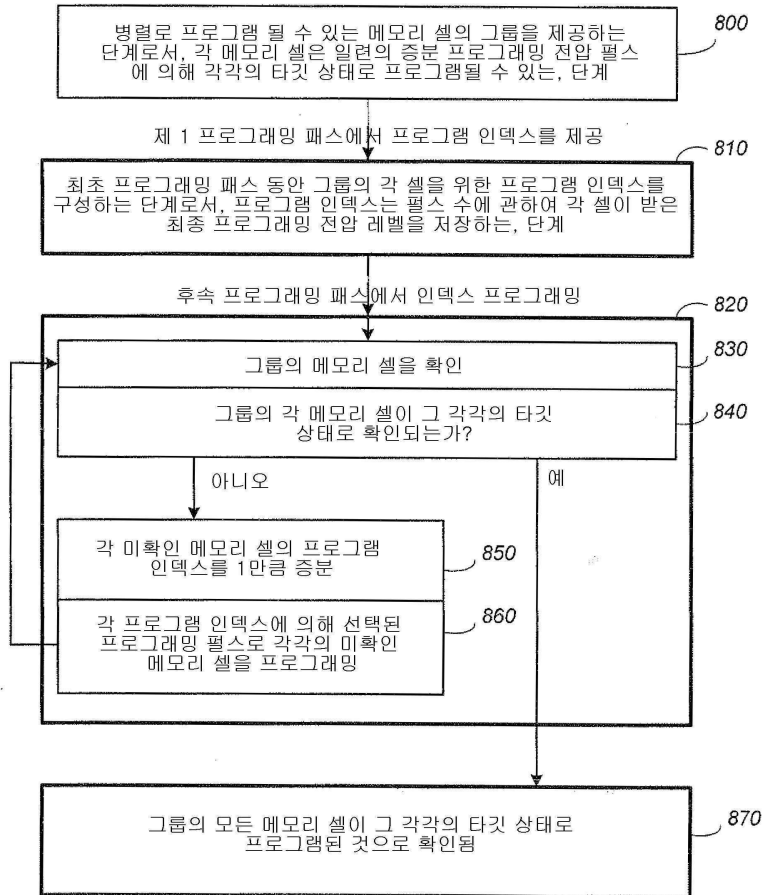 병렬로 프로그램 될 수 있는 메모리 셀의 그룹을 제공하는
단계로서, 각 메모리 셀은 일련의 증분 프로그래밍 전압 펄스
에 의해 각각의 타깃 상태로 프로그램될 수 있는, 단계
800
제 1 프로그래밍 패스에서 프로그램 인덱스를 제공
810
최초 프로그래밍 패스 동안 그룹의 각 셀을 위한 프로그램 인덱스를
구성하는 단계로서, 프로그램 인덱스는 펄스 수에 관하여 각 셀이 받은
최종 프로그래밍 전압 레벨을 저장하는, 단계
후속 프로그래밍 패스에서 인덱스 프로그래밍
820
그룹의 메모리 셀을 확인
830
그룹의 각 메모리 셀이 그 각각의 타깃
상태로 확인되는가?
840
아니오
예
각 미확인 메모리 셀의 프로그램
인덱스를 1만큼 증분
850
각 프로그램 인덱스에 의해 선택된
프로그래밍 펄스로 각각의 미확인
메모리 셀을 프로그래밍
860
그룹의 모든 메모리 셀이 그 각각의 타깃 상태로
프로그램된 것으로 확인됨
870